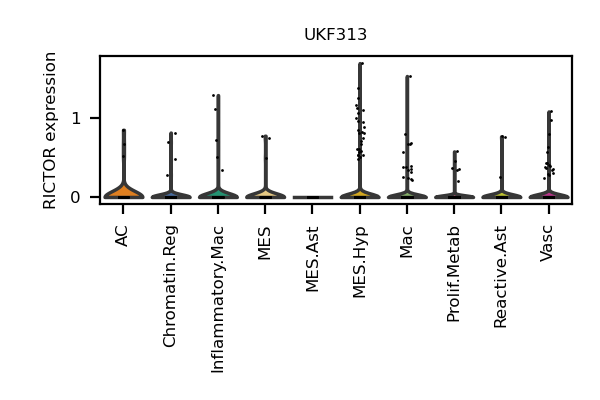 UKF313
RICTOR expression
1
0
AC
Chromatin.Reg
Inflammatory.Mac
MES
MES.Ast
MES.Hyp
Mac
Prolif.Metab
Reactive.Ast
Vasc